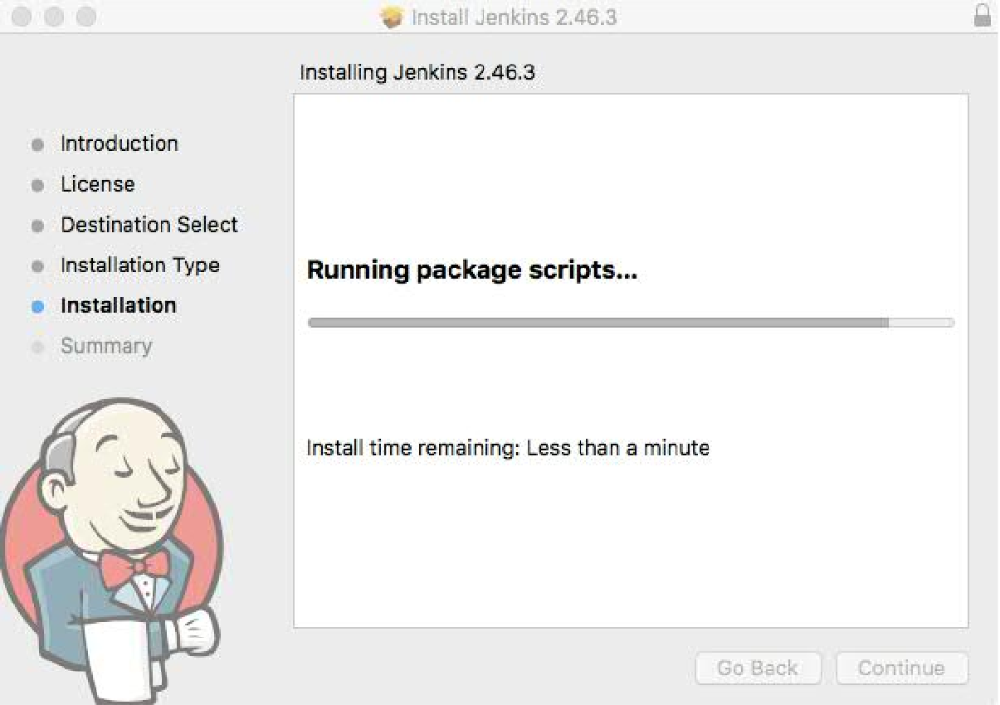 Install Jenkins 2.46.3
Installing Jenkins 2.46.3
Introduction
License
Destination Select
Installation Type
Installation
Summary
Running package scripts...
Install time remaining: Less than a minute
Go Back
Continue